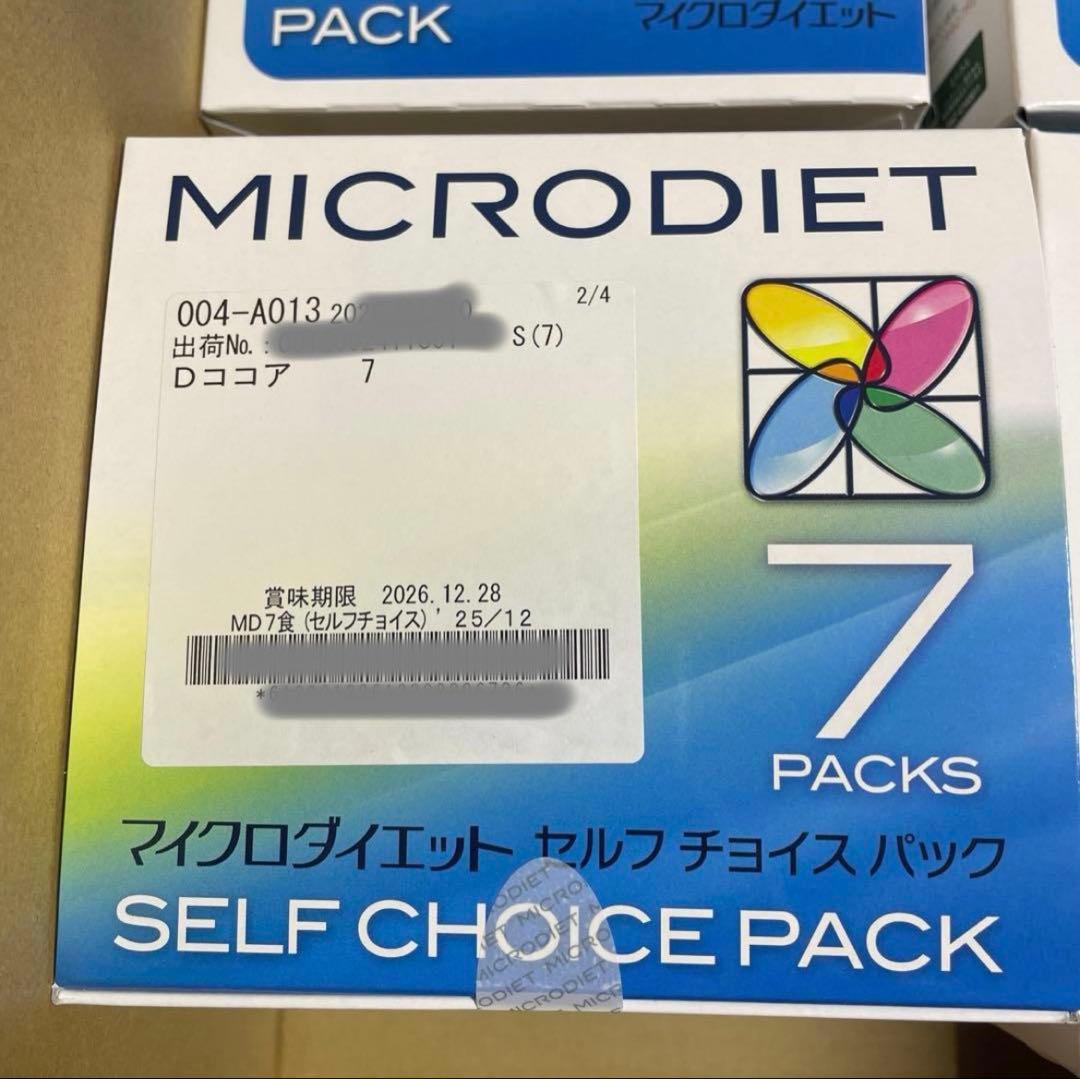 PACK
マイクロダイエット
MICRODIET
004-A013 2/4
出荷No.: S(7)
Dココア 7
賞味期限 2026.12.28
MD7食(セルフチョイス)'25/12
7
PACKS
マイクロダイエット セルフ チョイス パック
SELF CHOICE PACK
MICRODIET